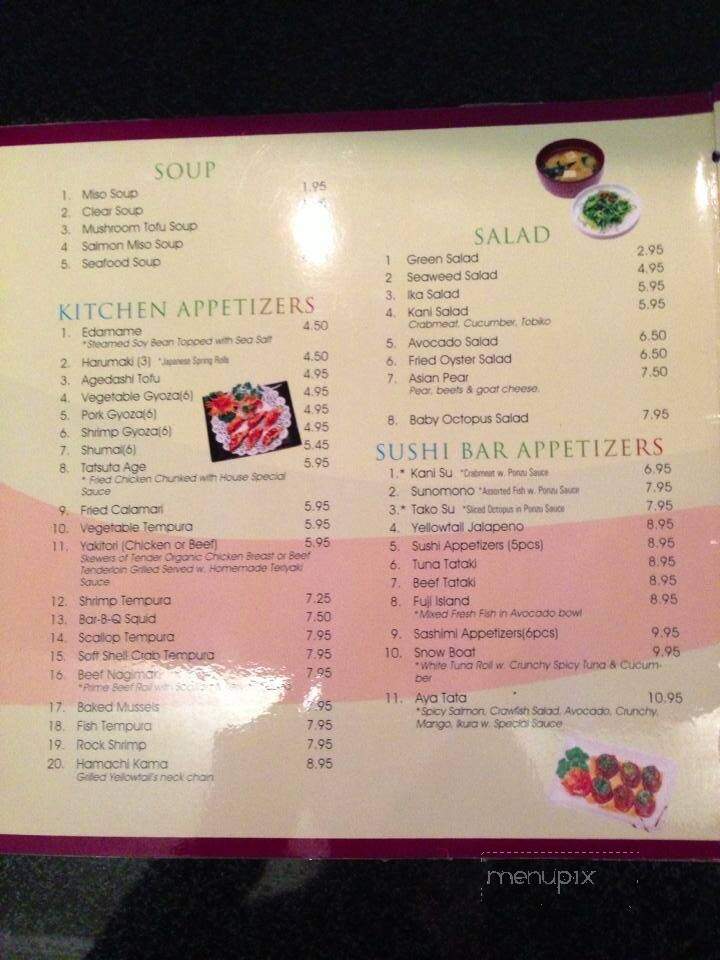 SOUP
1. Miso Soup 1.95
2. Clear Soup
3. Mushroom Tofu Soup
4 Salmon Miso Soup
5. Seafood Soup
KITCHEN APPETIZERS
1. Edamame 4.50
*Steamed Soy Bean Topped with Sea Salt
2. Harumaki (3) *Japanese Spring Rolls 4.50
3. Agedashi Tofu 4.95
4. Vegetable Gyoza(6) 4.95
5. Pork Gyoza(6) 4.95
6. Shrimp Gyoza(6) 4.95
7. Shumai(6) 5.45
8. Tatsuta Age 5.95
* Fried Chicken Chunked with House Special
Sauce
9. Fried Calamari 5.95
10. Vegetable Tempura 5.95
11. Yakitori (Chicken or Beef) 5.95
Skewers of Tender Organic Chicken Breast or Beef
Tenderloin Grilled Served w. Homemade Teriyaki
Sauce
12. Shrimp Tempura 7.25
13. Bar-B-Q Squid 7.50
14. Scallop Tempura 7.95
15. Soft Shell Crab Tempura 7.95
16. Beef Nagimaki 7.95
*Prime Beef Roll with
17. Baked Mussels 7.95
18. Fish Tempura 7.95
19. Rock Shrimp 7.95
20. Hamachi Kama 8.95
Grilled Yellowtail's neck chain
SALAD
1 Green Salad 2.95
2 Seaweed Salad 4.95
3. Ika Salad 5.95
4. Kani Salad 5.95
Crabmeat, Cucumber, Tobiko
5. Avocado Salad 6.50
6. Fried Oyster Salad 6.50
7. Asian Pear 7.50
Pear, beefs & goat cheese.
8. Baby Octopus Salad 7.95
SUSHI BAR APPETIZERS
1.* Kani Su *Crabmeat w. Ponzu Sauce 6.95
2. Sunomono *Assorted Fish w. Ponzu Sauce 7.95
3.* Tako Su *Sliced Octopus in Ponzu Sauce 7.95
4. Yellowtail Jalapeno 8.95
5. Sushi Appetizers (5pcs) 8.95
6. Tuna Tataki 8.95
7. Beef Tataki 8.95
8. Fuji Island 8.95
*Mixed Fresh Fish in Avocado bowl
9. Sashimi Appetizers(6pcs) 9.95
10. Snow Boat 9.95
*White Tuna Roll w. Crunchy Spicy Tuna & Cucum-
ber
11. Aya Tata 10.95
*Spicy Salmon, Crawfish Salad, Avocado, Crunchy,
Mango, Ikura w. Special Sauce
menupix